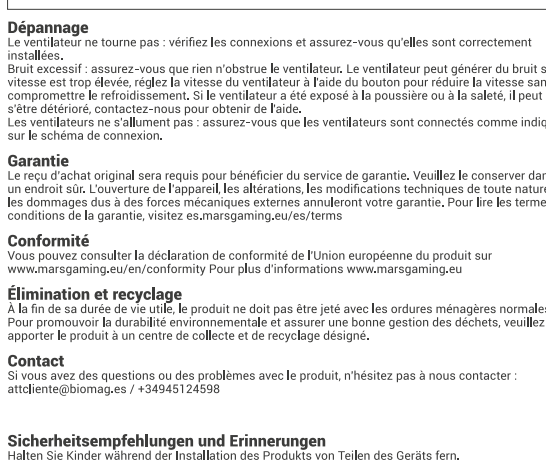 Dépannage
Le ventilateur ne tourne pas : vérifiez les connexions et assurez-vous qu'elles sont correctement
installées.
Bruit excessif : assurez-vous que rien n'obstrue le ventilateur. Le ventilateur peut générer du bruit s
vitesse est trop élevée, réglez la vitesse du ventilateur à l'aide du bouton pour réduire la vitesse san
compromettre le refroidissement. Si le ventilateur a été exposé à la poussière ou à la saleté, il peut
s'être détérioré, contactez-nous pour obtenir de l'aide.
Les ventilateurs ne s'allument pas : assurez-vous que les ventilateurs sont connectés comme indiq
sur le schéma de connexion.
Garantie
Le reçu d'achat original sera requis pour bénéficier du service de garantie. Veuillez le conserver dan
un endroit sûr. L'ouverture de l'appareil, les altérations, les modifications techniques de toute nature
les dommages dus à des forces mécaniques externes annuleront votre garantie. Pour lire les terme
conditions de la garantie, visitez es.marsgaming.eu/es/terms
Conformité
Vous pouvez consulter la déclaration de conformité de l'Union européenne du produit sur
www.marsgaming.eu/en/conformity Pour plus d'informations www.marsgaming.eu
Élimination et recyclage
À la fin de sa durée de vie utile, le produit ne doit pas être jeté avec les ordures ménagères normales
Pour promouvoir la durabilité environnementale et assurer une bonne gestion des déchets, veuillez
apporter le produit à un centre de collecte et de recyclage désigné.
Contact
Si vous avez des questions ou des problèmes avec le produit, n'hésitez pas à nous contacter :
attcliente@biomag.es / +34945124598
Sicherheitsempfehlungen und Erinnerungen
Halten Sie Kinder während der Installation des Produkts von Teilen des Geräts fern.